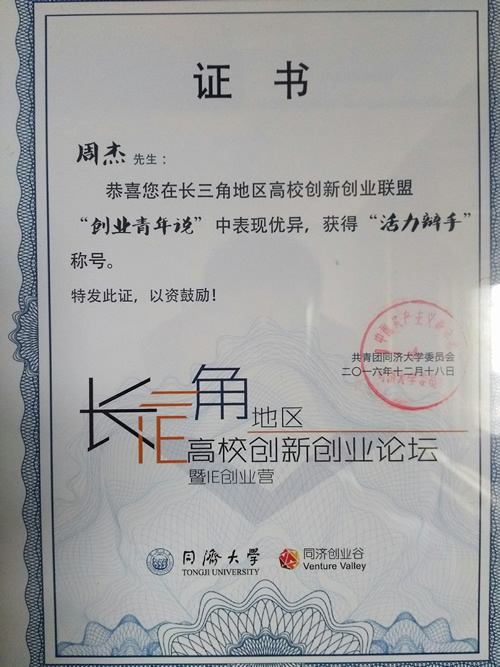 证 书
周杰 先生：
恭喜您在长三角地区高校创新创业联盟
“创业青年说”中表现优异，获得“活力辩手”
称号。
特发此证，以资鼓励！
共青团同济大学委员会
二〇一六年十二月十八日
长三角地区
高校创新创业论坛
暨IE创业营
同濟大學
TONGJI UNIVERSITY
同济创业谷
Venture Valley